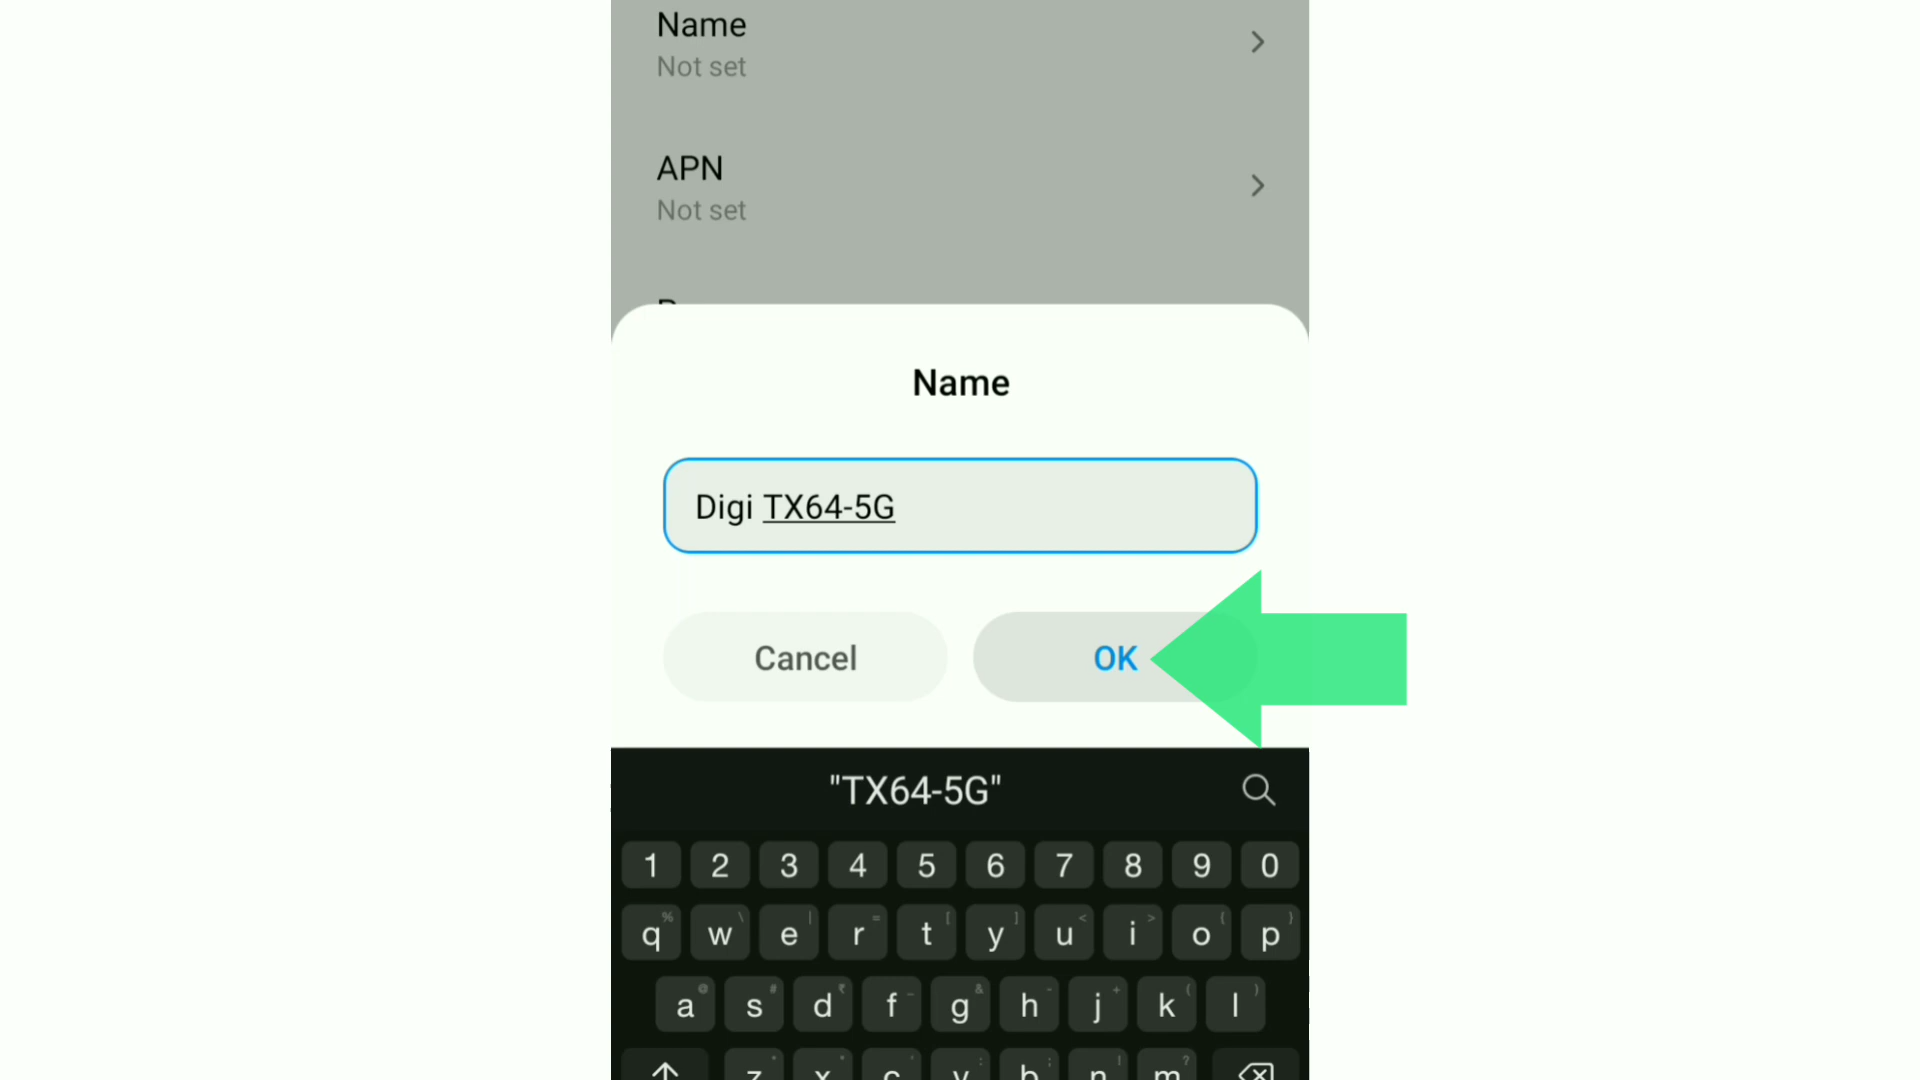 Name
Not set
APN
Not set
Name
Digi TX64-5G
Cancel
OK
"TX64-5G"
1 2 3 4 5 6 7 8 9 0
% \ | = [ ] < > { }
q w e r t y u i o p
@ # ₹ _ & - + ( )
a s d f g h j k l
z x c v b n m